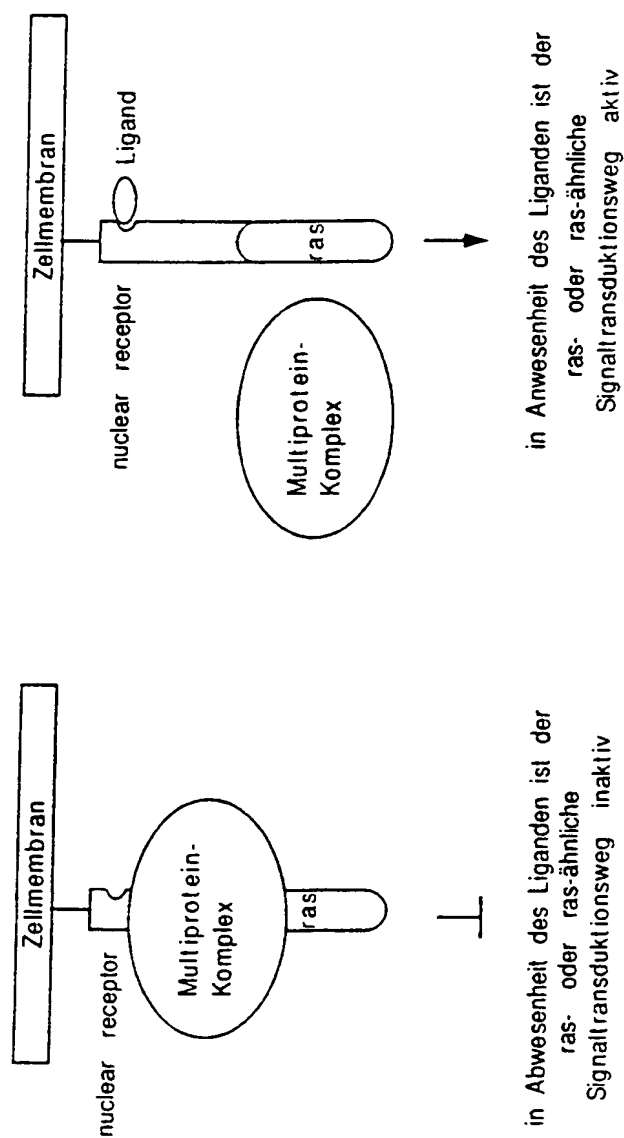 Zellmembran
nuclear receptor
Multiprotein-
Komplex
ras
in Abwesenheit des Liganden ist der
ras- oder ras-ähnliche
Signaltransduktionsweg inaktiv
Zellmembran
nuclear receptor
Ligand
Multiprotein-
Komplex
ras
in Anwesenheit des Liganden ist der
ras- oder ras-ähnliche
Signaltransduktionsweg aktiv